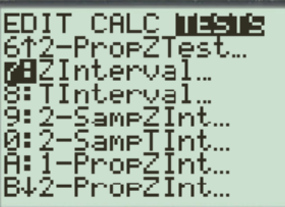 EDIT CALC TESTS
6↑2-PropZTest…
7:ZInterval…
8:TInterval…
9:2-SampZInt…
0:2-SampTInt…
A:1-PropZInt…
B↓2-PropZInt…